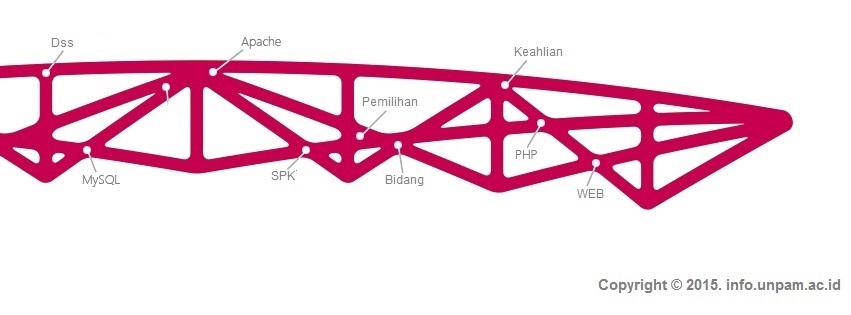 Dss
Apache
Keahlian
Pemilihan
PHP
MySQL
SPK
Bidang
WEB
Copyright © 2015. info.unpam.ac.id